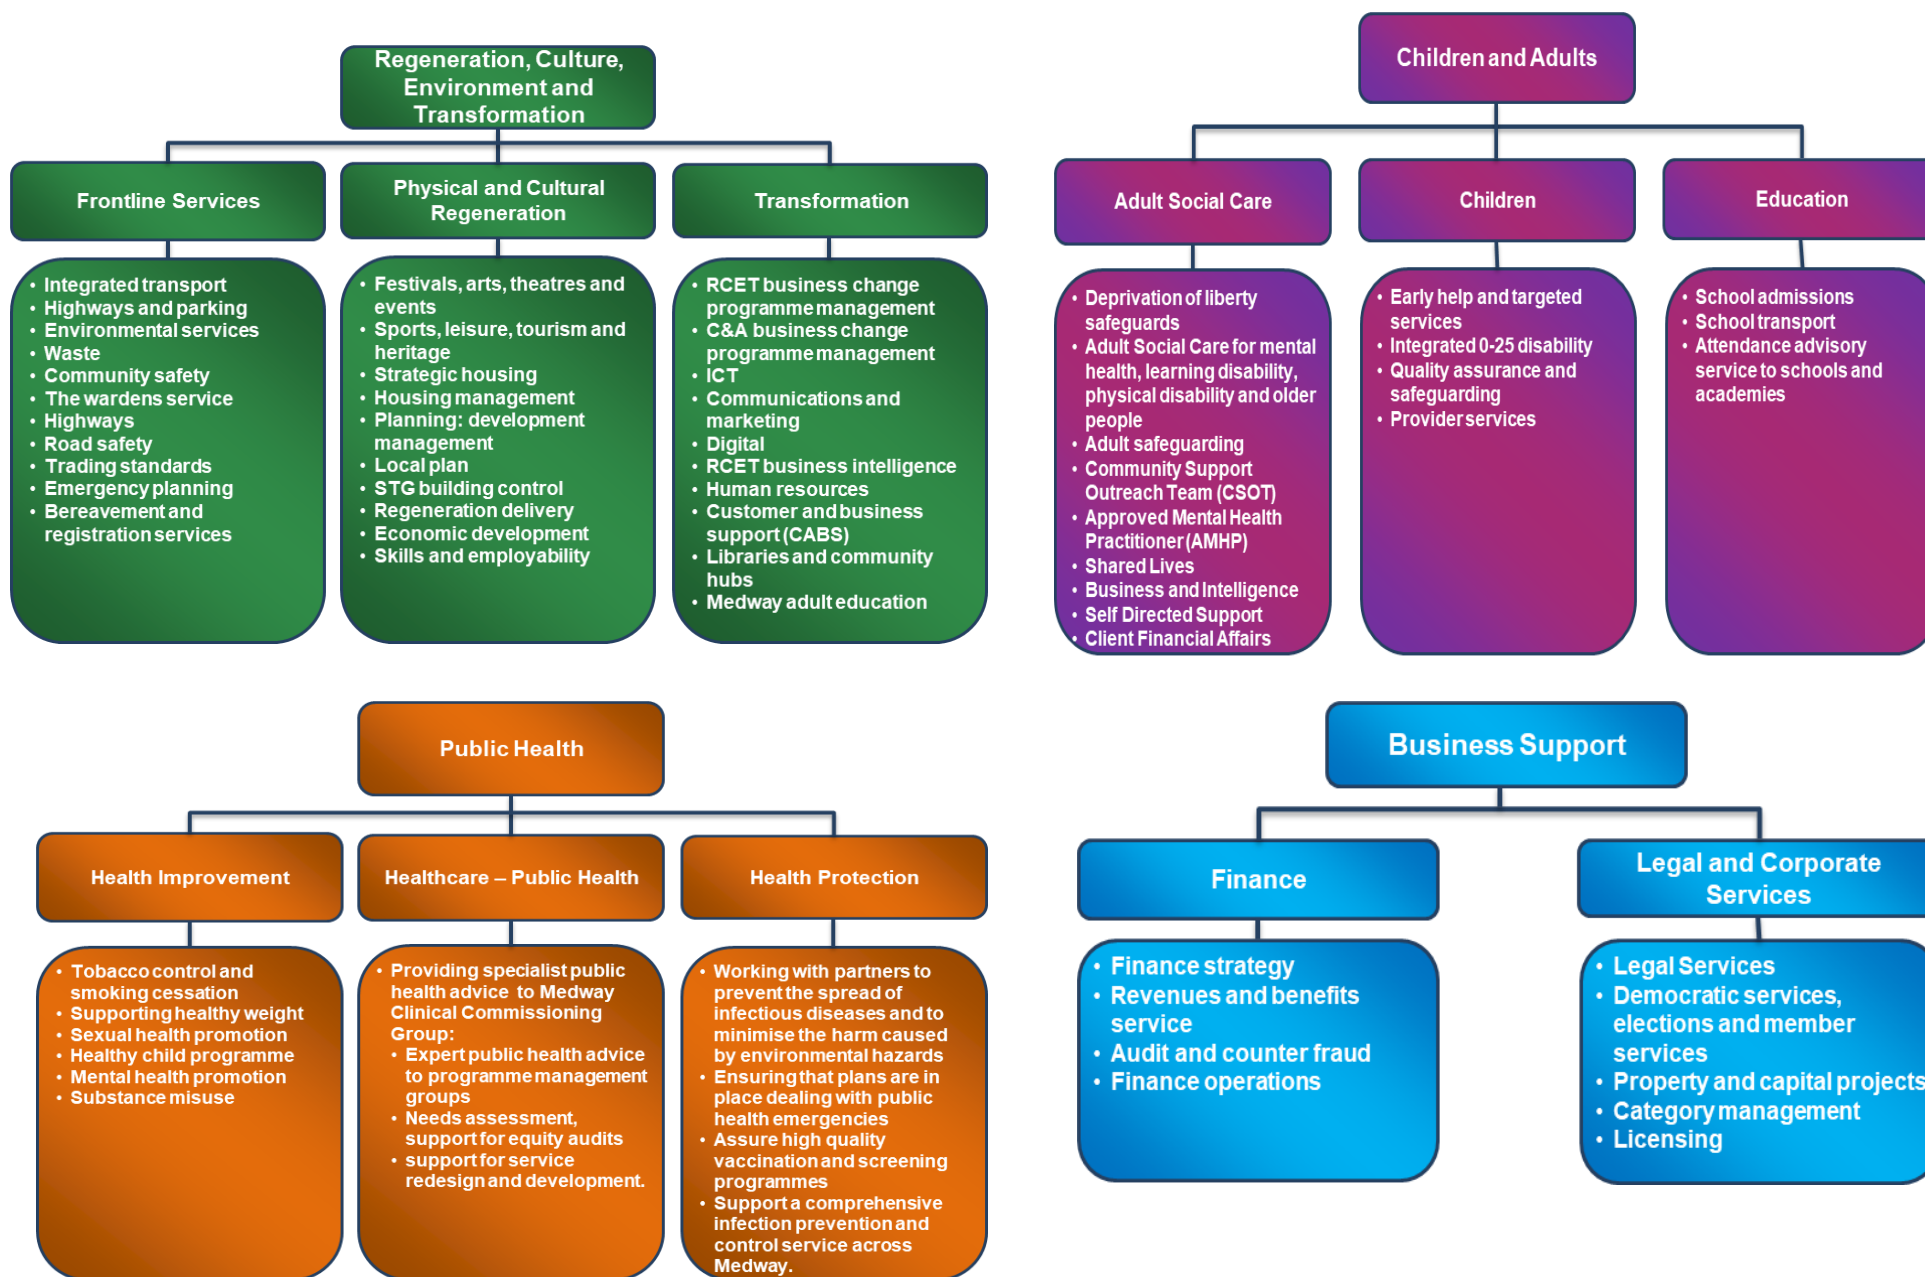 Regeneration, Culture,
Environment and
Transformation
Frontline Services
• Integrated transport
• Highways and parking
• Environmental services
• Waste
• Community safety
• The wardens service
• Highways
• Road safety
• Trading standards
• Emergency planning
• Bereavement and
registration services
Physical and Cultural
Regeneration
• Festivals, arts, theatres and
events
• Sports, leisure, tourism and
heritage
• Strategic housing
• Housing management
• Planning: development
management
• Local plan
• STG building control
• Regeneration delivery
• Economic development
• Skills and employability
Transformation
• RCET business change
programme management
• C&A business change
programme management
• ICT
• Communications and
marketing
• Digital
• RCET business intelligence
• Human resources
• Customer and business
support (CABS)
• Libraries and community
hubs
• Medway adult education
Children and Adults
Adult Social Care
• Deprivation of liberty
safeguards
• Adult Social Care for mental
health, learning disability,
physical disability and older
people
• Adult safeguarding
• Community Support
Outreach Team (CSOT)
• Approved Mental Health
Practitioner (AMHP)
• Shared Lives
• Business and Intelligence
• Self Directed Support
• Client Financial Affairs
Children
• Early help and targeted
services
• Integrated 0-25 disability
• Quality assurance and
safeguarding
• Provider services
Education
• School admissions
• School transport
• Attendance advisory
service to schools and
academies
Public Health
Health Improvement
• Tobacco control and
smoking cessation
• Supporting healthy weight
• Sexual health promotion
• Healthy child programme
• Mental health promotion
• Substance misuse
Healthcare – Public Health
• Providing specialist public
health advice to Medway
Clinical Commissioning
Group:
• Expert public health advice
to programme management
groups
• Needs assessment,
support for equity audits
• support for service
redesign and development.
Health Protection
• Working with partners to
prevent the spread of
infectious diseases and to
minimise the harm caused
by environmental hazards
• Ensuring that plans are in
place dealing with public
health emergencies
• Assure high quality
vaccination and screening
programmes
• Support a comprehensive
infection prevention and
control service across
Medway.
Business Support
Finance
• Finance strategy
• Revenues and benefits
service
• Audit and counter fraud
• Finance operations
Legal and Corporate
Services
• Legal Services
• Democratic services,
elections and member
services
• Property and capital projects
• Category management
• Licensing